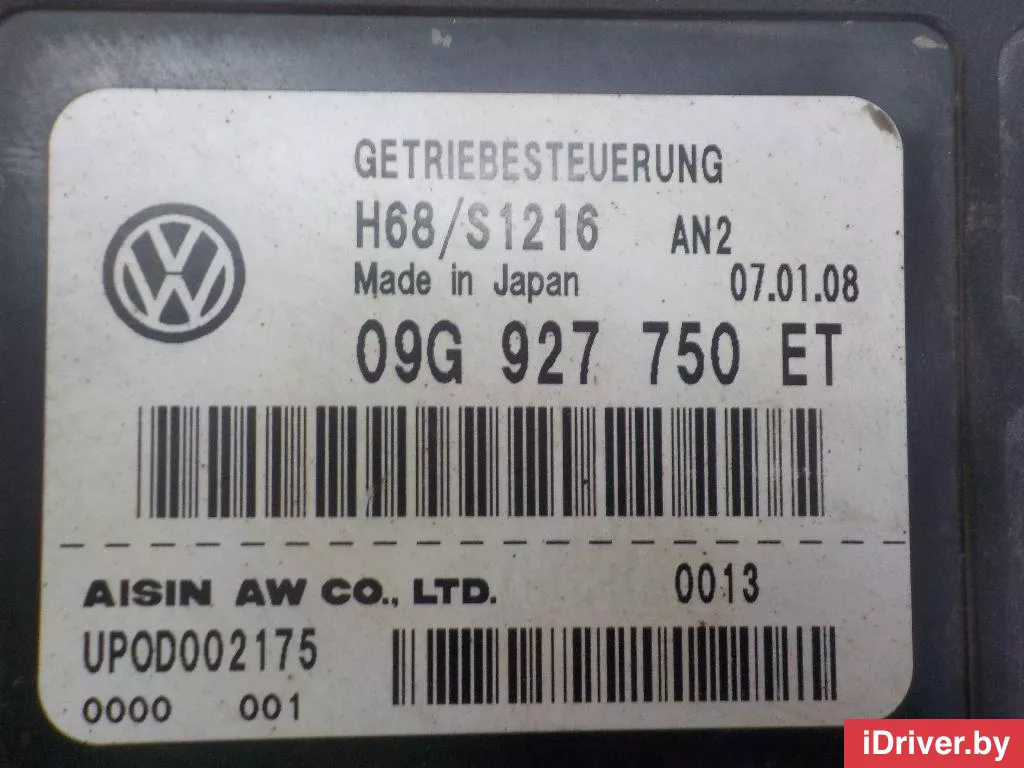 GETRIEBESTEUERUNG
H68/S1216 AN2
Made in Japan 07.01.08
09G 927 750 ET
AISIN AW CO., LTD. 0013
UPOD002175
0000 001
iDriver.by